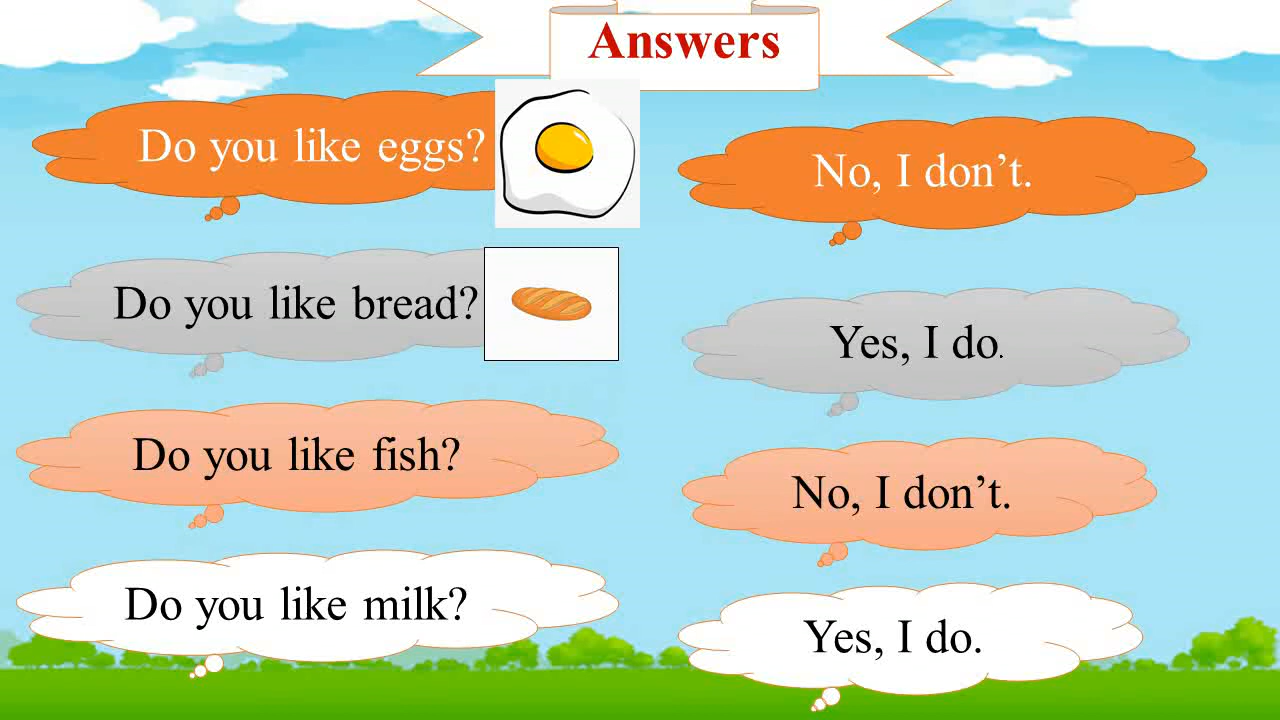 Answers
Do you like eggs?
No, I don’t.
Do you like bread?
Yes, I do.
Do you like fish?
No, I don’t.
Do you like milk?
Yes, I do.